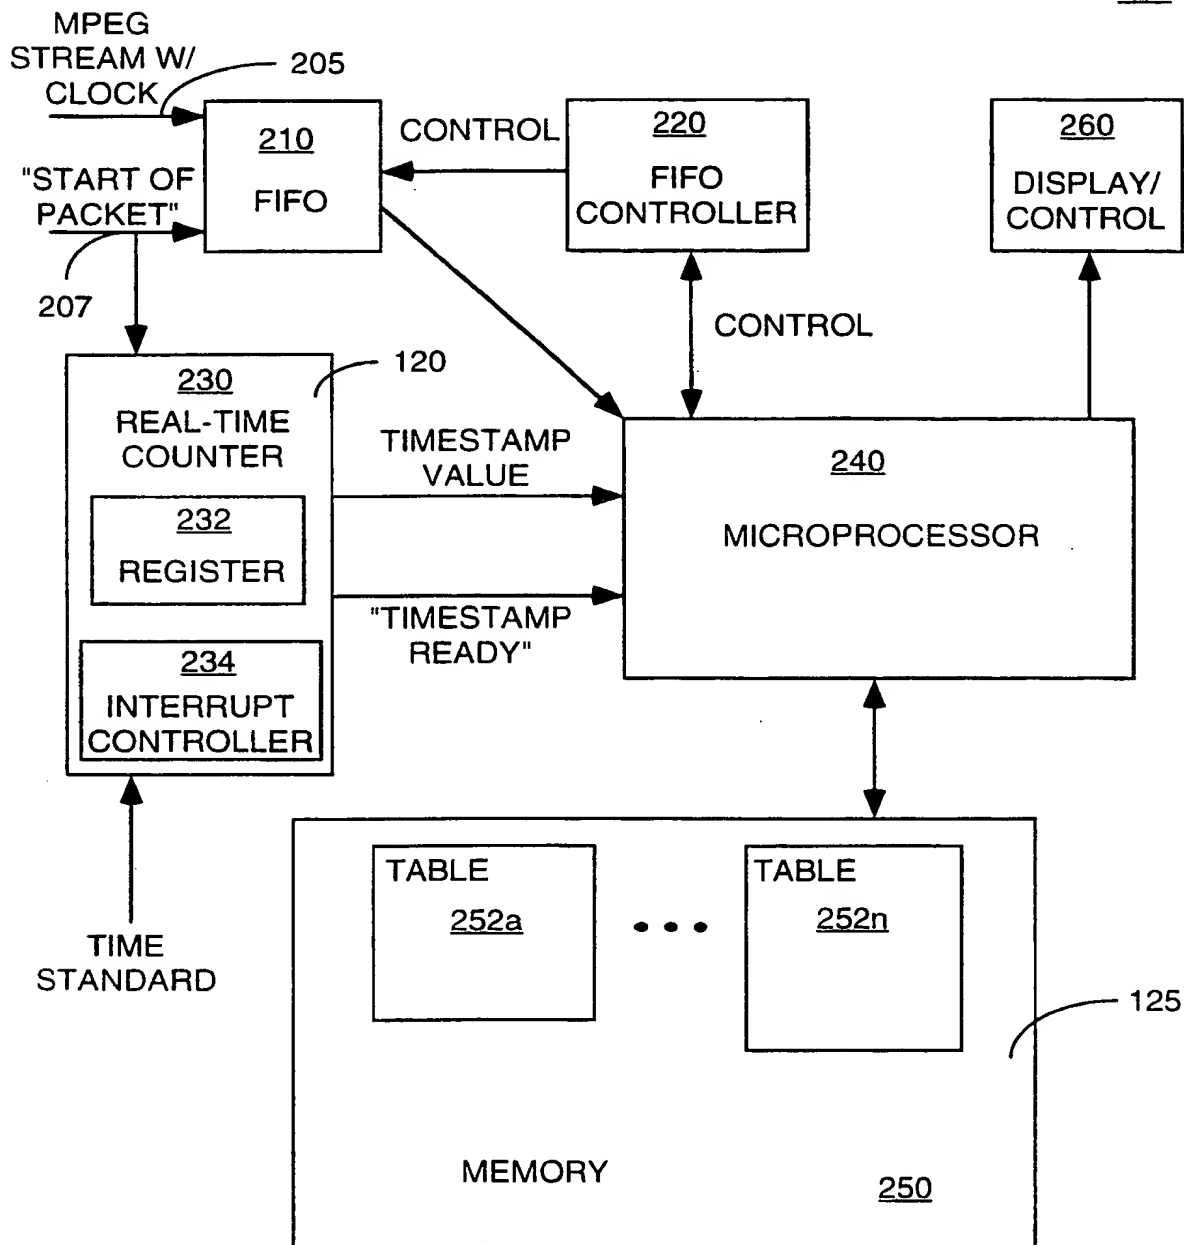 MPEG
STREAM W/
CLOCK
205
"START OF
PACKET"
207
210
FIFO
CONTROL
220
FIFO
CONTROLLER
260
DISPLAY/
CONTROL
CONTROL
120
230
REAL-TIME
COUNTER
232
REGISTER
234
INTERRUPT
CONTROLLER
TIMESTAMP
VALUE
"TIMESTAMP
READY"
240
MICROPROCESSOR
TIME
STANDARD
TABLE
252a
TABLE
252n
125
MEMORY
250